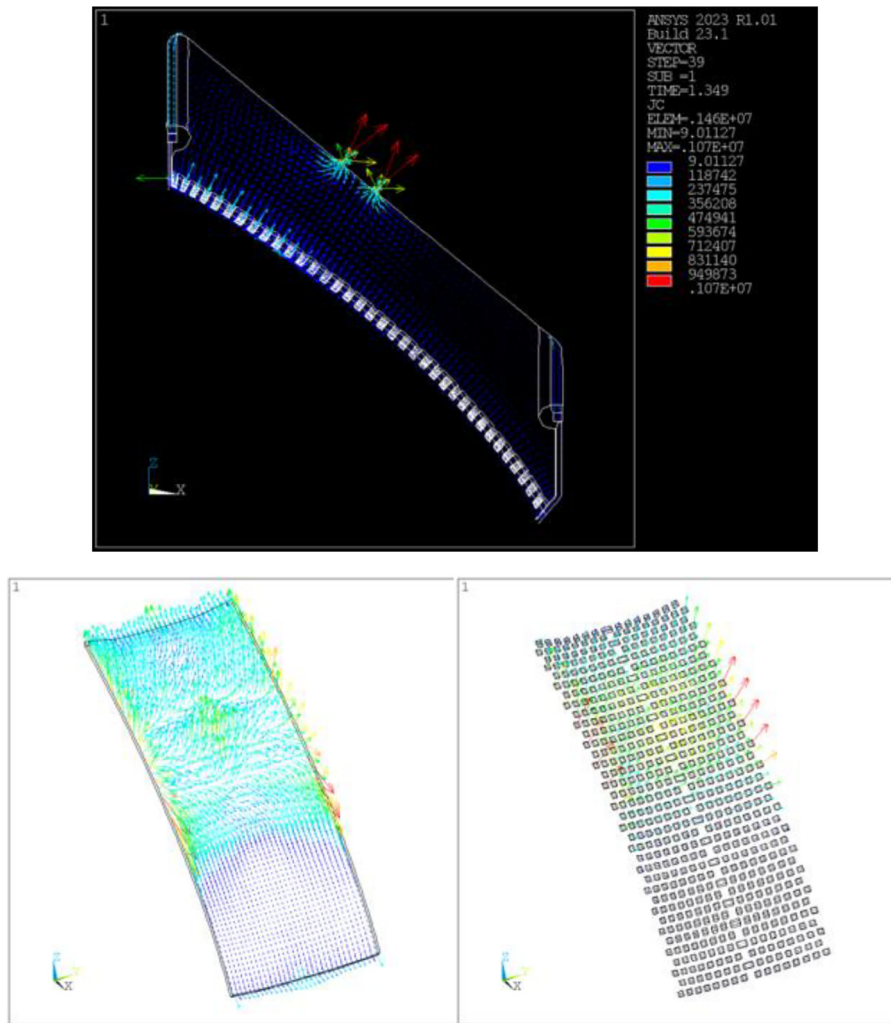 1
ANSYS 2023 R1.01
Build 23.1
VECTOR
STEP=39
SUB =1
TIME=1.349
JC
ELEM=.146E+07
MIN=9.01127
MAX=.107E+07
9.01127
118742
237475
356208
474941
593674
712407
831140
949873
.107E+07
Z
Y X
1
Z
Y
X
1
Z
Y
X